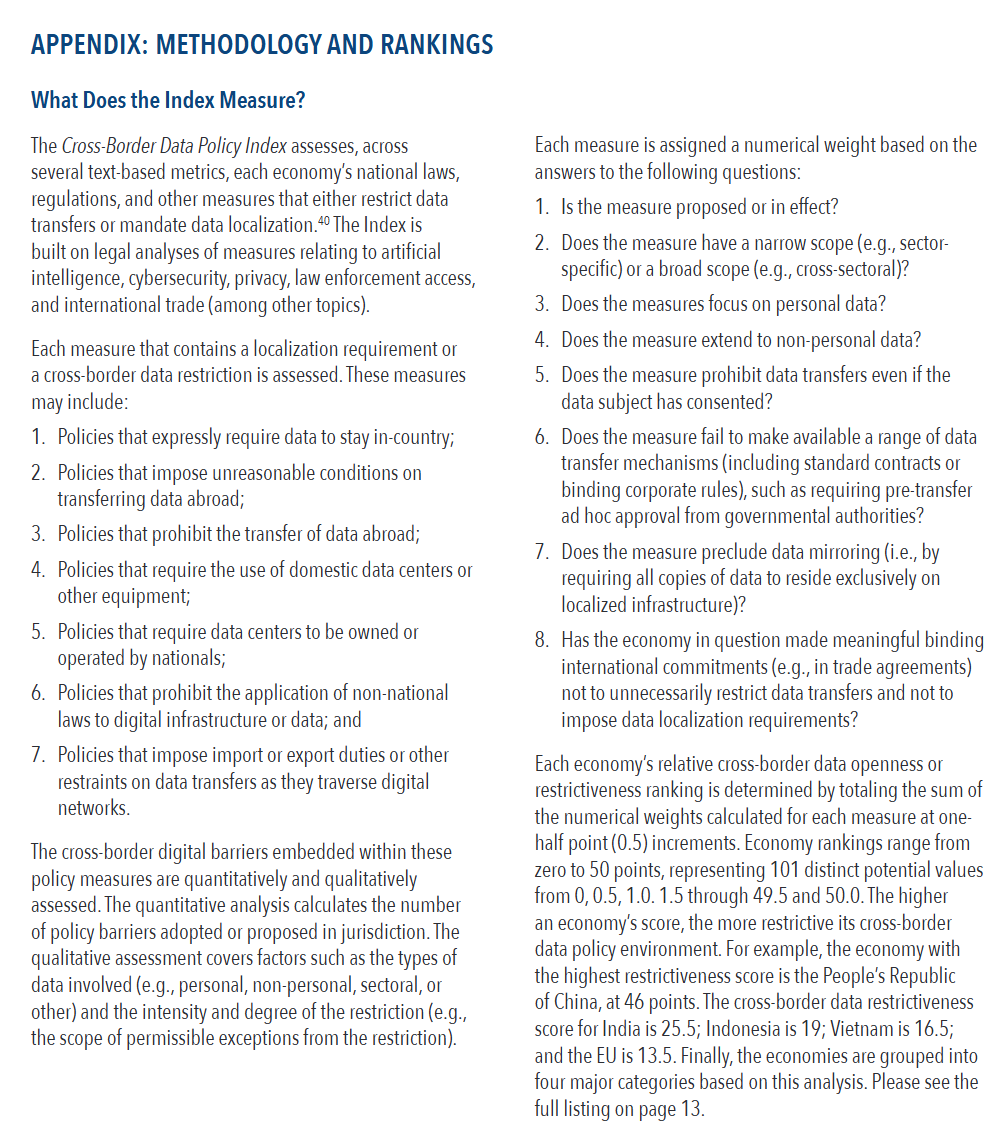 APPENDIX: METHODOLOGY AND RANKINGS
What Does the Index Measure?
The Cross-Border Data Policy Index assesses, across
several text-based metrics, each economy’s national laws,
regulations, and other measures that either restrict data
transfers or mandate data localization.40 The Index is
built on legal analyses of measures relating to artificial
intelligence, cybersecurity, privacy, law enforcement access,
and international trade (among other topics).
Each measure that contains a localization requirement or
a cross-border data restriction is assessed. These measures
may include:
1. Policies that expressly require data to stay in-country;
2. Policies that impose unreasonable conditions on
transferring data abroad;
3. Policies that prohibit the transfer of data abroad;
4. Policies that require the use of domestic data centers or
other equipment;
5. Policies that require data centers to be owned or
operated by nationals;
6. Policies that prohibit the application of non-national
laws to digital infrastructure or data; and
7. Policies that impose import or export duties or other
restraints on data transfers as they traverse digital
networks.
The cross-border digital barriers embedded within these
policy measures are quantitatively and qualitatively
assessed. The quantitative analysis calculates the number
of policy barriers adopted or proposed in jurisdiction. The
qualitative assessment covers factors such as the types of
data involved (e.g., personal, non-personal, sectoral, or
other) and the intensity and degree of the restriction (e.g.,
the scope of permissible exceptions from the restriction).
Each measure is assigned a numerical weight based on the
answers to the following questions:
1. Is the measure proposed or in effect?
2. Does the measure have a narrow scope (e.g., sector-
specific) or a broad scope (e.g., cross-sectoral)?
3. Does the measures focus on personal data?
4. Does the measure extend to non-personal data?
5. Does the measure prohibit data transfers even if the
data subject has consented?
6. Does the measure fail to make available a range of data
transfer mechanisms (including standard contracts or
binding corporate rules), such as requiring pre-transfer
ad hoc approval from governmental authorities?
7. Does the measure preclude data mirroring (i.e., by
requiring all copies of data to reside exclusively on
localized infrastructure)?
8. Has the economy in question made meaningful binding
international commitments (e.g., in trade agreements)
not to unnecessarily restrict data transfers and not to
impose data localization requirements?
Each economy’s relative cross-border data openness or
restrictiveness ranking is determined by totaling the sum of
the numerical weights calculated for each measure at one-
half point (0.5) increments. Economy rankings range from
zero to 50 points, representing 101 distinct potential values
from 0, 0.5, 1.0. 1.5 through 49.5 and 50.0. The higher
an economy’s score, the more restrictive its cross-border
data policy environment. For example, the economy with
the highest restrictiveness score is the People’s Republic
of China, at 46 points. The cross-border data restrictiveness
score for India is 25.5; Indonesia is 19; Vietnam is 16.5;
and the EU is 13.5. Finally, the economies are grouped into
four major categories based on this analysis. Please see the
full listing on page 13.